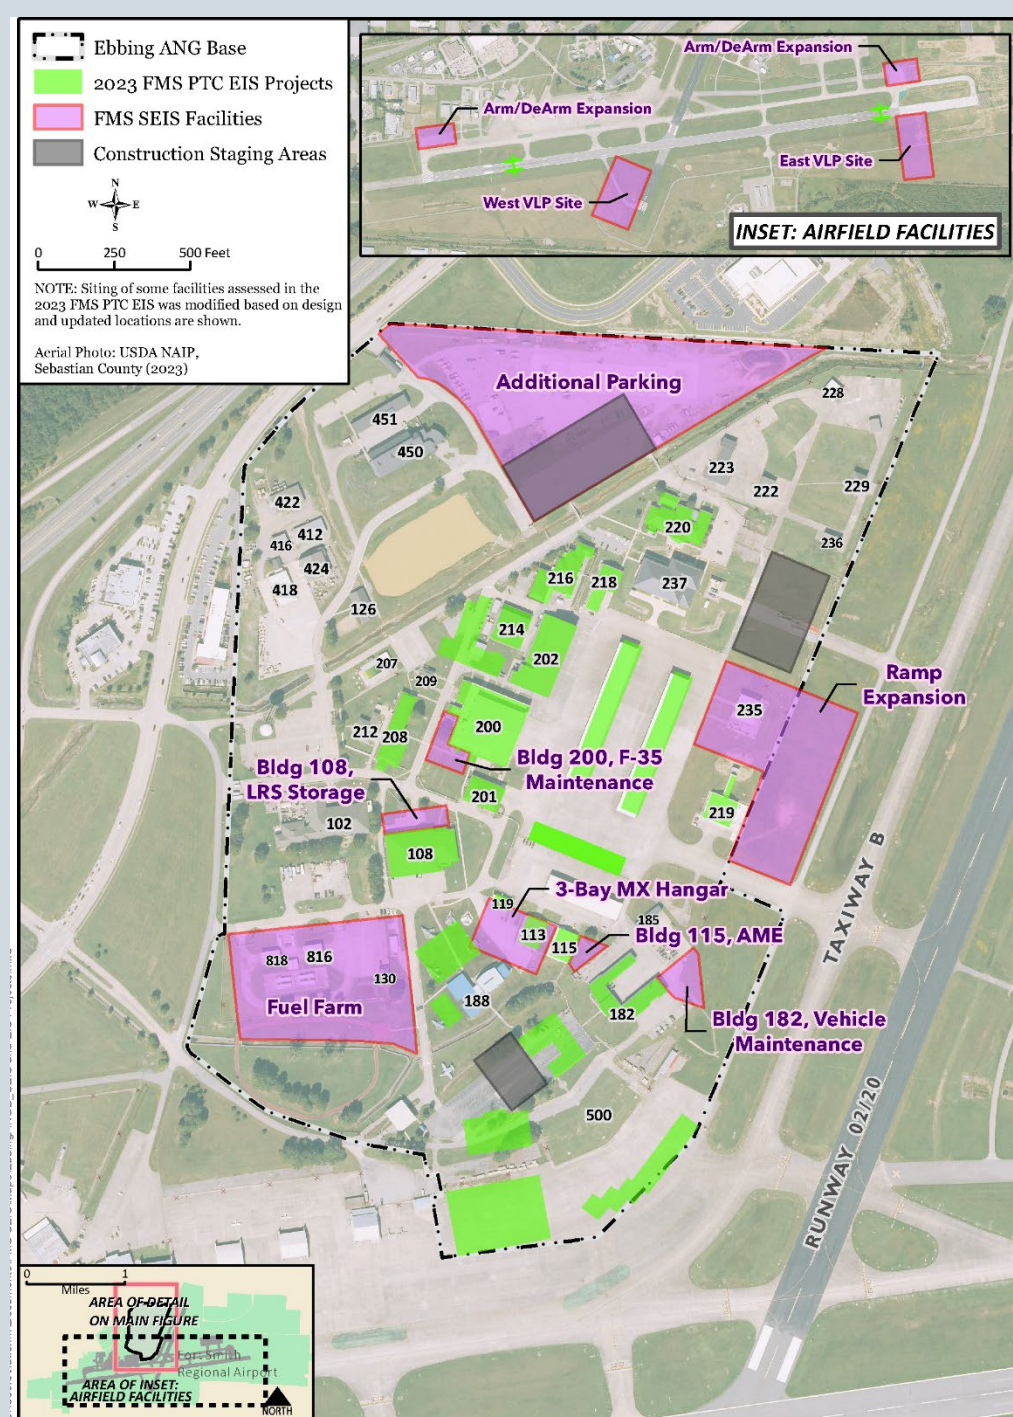 Ebbing ANG Base
2023 FMS PTC EIS Projects
FMS SEIS Facilities
Construction Staging Areas
N
W E
S
0 250 500 Feet
NOTE: Siting of some facilities assessed in the
2023 FMS PTC EIS was modified based on design
and updated locations are shown.
Aerial Photo: USDA NAIP,
Sebastian County (2023)
Arm/DeArm Expansion
Arm/DeArm Expansion
East VLP Site
West VLP Site
INSET: AIRFIELD FACILITIES
Additional Parking
228
451
450
223
222
229
422
220
236
412
416
424
418
216
218
237
126
214
202
207
209
235
Ramp
Expansion
200
212
208
Bldg 200, F-35
Maintenance
Bldg 108,
LRS Storage
201
219
102
108
TAXIWAY B
3-Bay MX Hangar
119
185
113
115
Bldg 115, AME
818
816
130
Fuel Farm
188
182
Bldg 182, Vehicle
Maintenance
500
RUNWAY 02/20
0 1
Miles
AREA OF DETAIL
ON MAIN FIGURE
Fort Smith
Regional Airport
AREA OF INSET:
AIRFIELD FACILITIES
NORTH